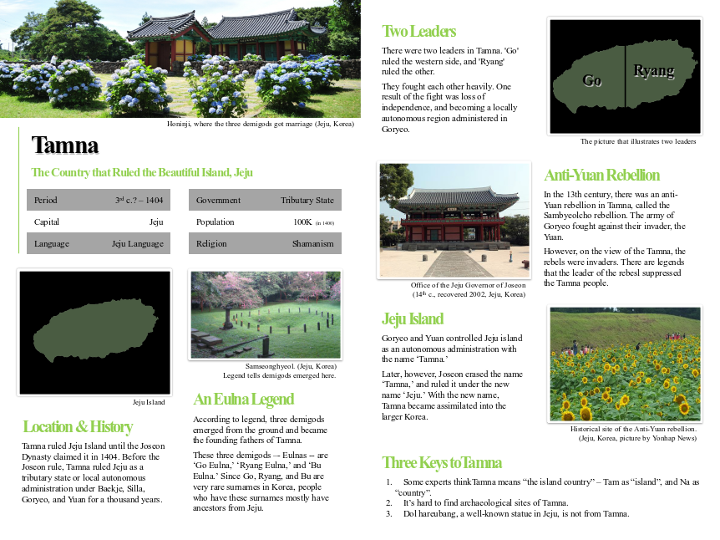 Honinji, where the three demigods got marriage (Jeju, Korea)
Tamna
The Country that Ruled the Beautiful Island, Jeju
Period 3rd c.? – 1404
Capital Jeju
Language Jeju Language
Government Tributary State
Population 100K (in 1400)
Religion Shamanism
Jeju Island
Location & History
Tamna ruled Jeju Island until the Joseon
Dynasty claimed it in 1404. Before the
Joseon rule, Tamna ruled Jeju as a
tributary state or local autonomous
administration under Baekje, Silla,
Goryeo, and Yuan for a thousand years.
Samseonghyeol. (Jeju, Korea)
Legend tells demigods emerged here.
An Eulna Legend
According to legend, three demigods
emerged from the ground and became
the founding fathers of Tamna.
These three demigods -- Eulnas -- are
‘Go Eulna,’ ‘Ryang Eulna,’ and ‘Bu
Eulna.’ Since Go, Ryang, and Bu are
very rare surnames in Korea, people
who have these surnames mostly have
ancestors from Jeju.
Two Leaders
There were two leaders in Tamna. 'Go'
ruled the western side, and 'Ryang'
ruled the other.
They fought each other heavily. One
result of the fight was loss of
independence, and becoming a locally
autonomous region administered in
Goryeo.
Go
Ryang
The picture that illustrates two leaders
Office of the Jeju Governor of Joseon
(14th c., recovered 2002, Jeju, Korea)
Anti-Yuan Rebellion
In the 13th century, there was an anti-
Yuan rebellion in Tamna, called the
Sambyeolcho rebellion. The army of
Goryeo fought against their invader, the
Yuan.
However, on the view of the Tamna, the
rebels were invaders. There are legends
that the leader of the rebesl suppressed
the Tamna people.
Jeju Island
Goryeo and Yuan controlled Jeju island
as an autonomous administration with
the name ‘Tamna.’
Later, however, Joseon erased the name
‘Tamna,’ and ruled it under the new
name ‘Jeju.’ With the new name,
Tamna became assimilated into the
larger Korea.
Historical site of the Anti-Yuan rebellion.
(Jeju, Korea, picture by Yonhap News)
Three Keys to Tamna
1. Some experts think Tamna means “the island country” – Tam as “island”, and Na as
“country”.
2. It’s hard to find archaeological sites of Tamna.
3. Dol hareubang, a well-known statue in Jeju, is not from Tamna.